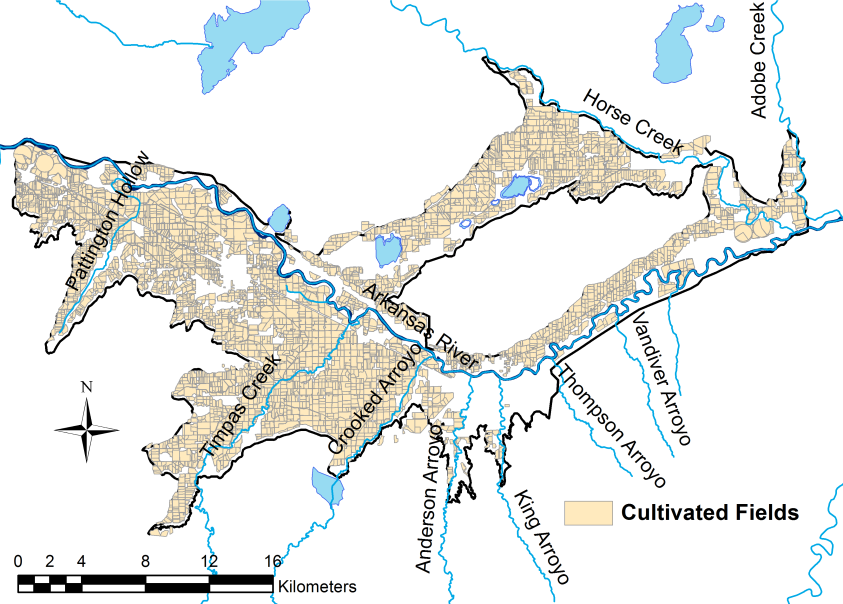 Adobe Creek
Horse Creek
Pattington Hollow
Arkansas River
Vandiver Arroyo
Timpas Creek
Crooked Arroyo
Thompson Arroyo
N
Anderson Arroyo
King Arroyo
Cultivated Fields
0 2 4 8 12 16
Kilometers